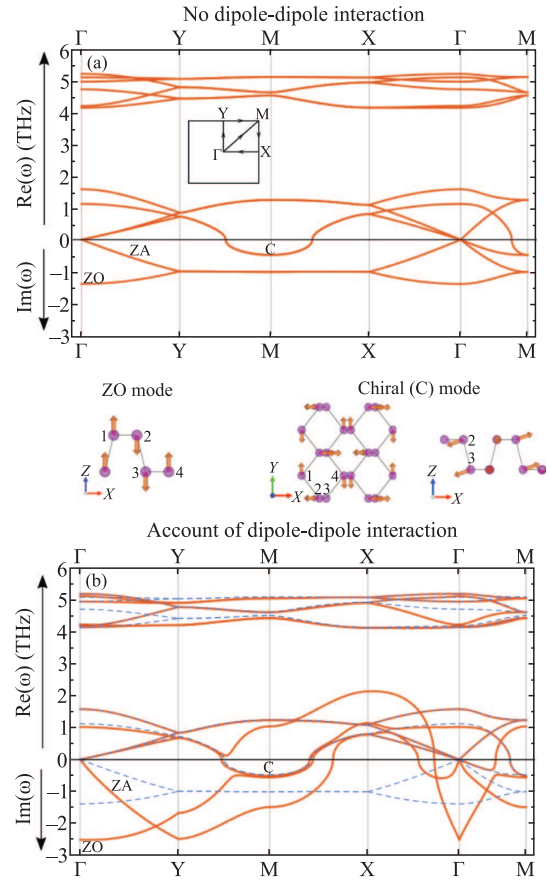 No dipole-dipole interaction
Γ Y M X Γ M
(a)
Re(ω) (THz)
Im(ω)
6
5
4
3
2
1
0
−1
−2
−3
Y M
Γ X
ZA
ZO
C
Γ Y M X Γ M
ZO mode
1 2
3 4
Z
X
Chiral (C) mode
1 4
23
Y
X
2
3
Z
X
Account of dipole-dipole interaction
Γ Y M X Γ M
(b)
Re(ω) (THz)
Im(ω)
6
5
4
3
2
1
0
−1
−2
−3
C
ZA
ZO
Γ Y M X Γ M